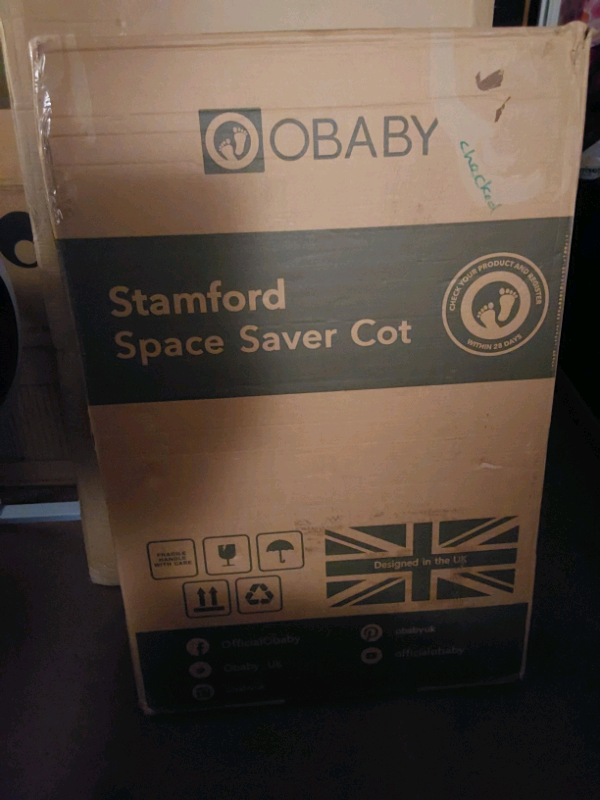 OBABY
checked
Stamford
Space Saver Cot
CHECK YOUR PRODUCT AND REGISTER
WITHIN 28 DAYS
FRAGILE
HANDLE
WITH CARE
Designed in the UK
OfficialObaby
obabyuk
Obaby_UK
officialobaby